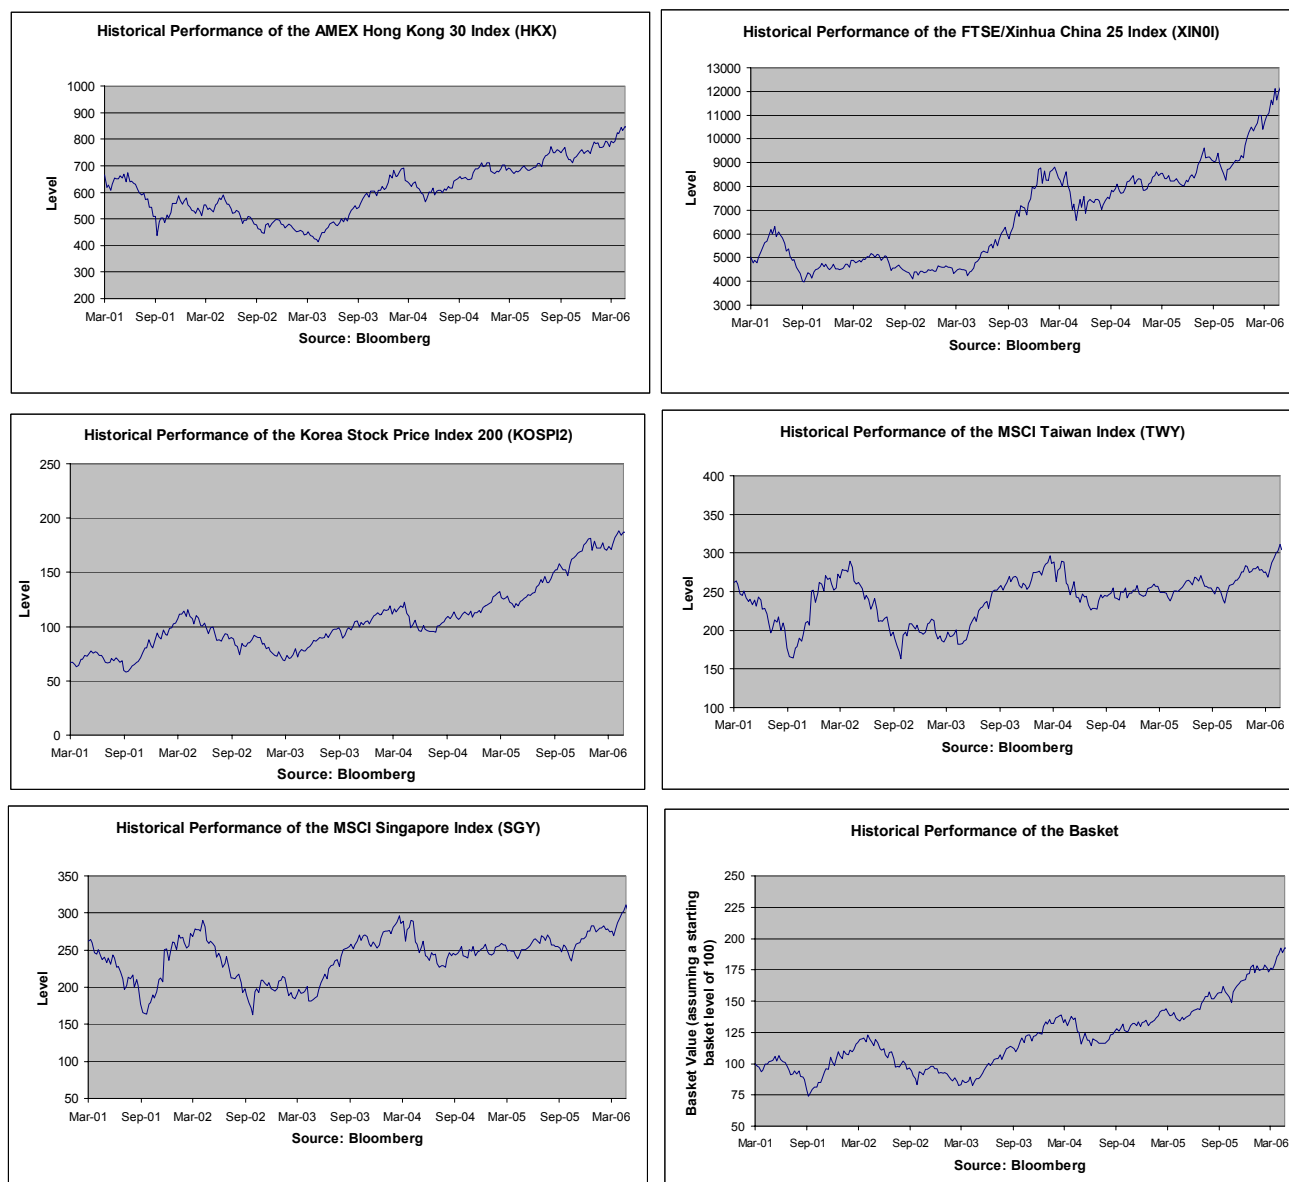 Historical Performance of the AMEX Hong Kong 30 Index (HKX)
1000
900
800
700
600
500
400
300
200
Level
Mar-01 Sep-01 Mar-02 Sep-02 Mar-03 Sep-03 Mar-04 Sep-04 Mar-05 Sep-05 Mar-06
Source: Bloomberg
Historical Performance of the FTSE/Xinhua China 25 Index (XIN0I)
13000
12000
11000
10000
9000
8000
7000
6000
5000
4000
3000
Level
Mar-01 Sep-01 Mar-02 Sep-02 Mar-03 Sep-03 Mar-04 Sep-04 Mar-05 Sep-05 Mar-06
Source: Bloomberg
Historical Performance of the Korea Stock Price Index 200 (KOSPI2)
250
200
150
100
50
0
Level
Mar-01 Sep-01 Mar-02 Sep-02 Mar-03 Sep-03 Mar-04 Sep-04 Mar-05 Sep-05 Mar-06
Source: Bloomberg
Historical Performance of the MSCI Taiwan Index (TWY)
400
350
300
250
200
150
100
Level
Mar-01 Sep-01 Mar-02 Sep-02 Mar-03 Sep-03 Mar-04 Sep-04 Mar-05 Sep-05 Mar-06
Source: Bloomberg
Historical Performance of the MSCI Singapore Index (SGY)
350
300
250
200
150
100
50
Level
Mar-01 Sep-01 Mar-02 Sep-02 Mar-03 Sep-03 Mar-04 Sep-04 Mar-05 Sep-05 Mar-06
Source: Bloomberg
Historical Performance of the Basket
250
225
200
175
150
125
100
75
50
Basket Value (assuming a starting
basket level of 100)
Mar-01 Sep-01 Mar-02 Sep-02 Mar-03 Sep-03 Mar-04 Sep-04 Mar-05 Sep-05 Mar-06
Source: Bloomberg